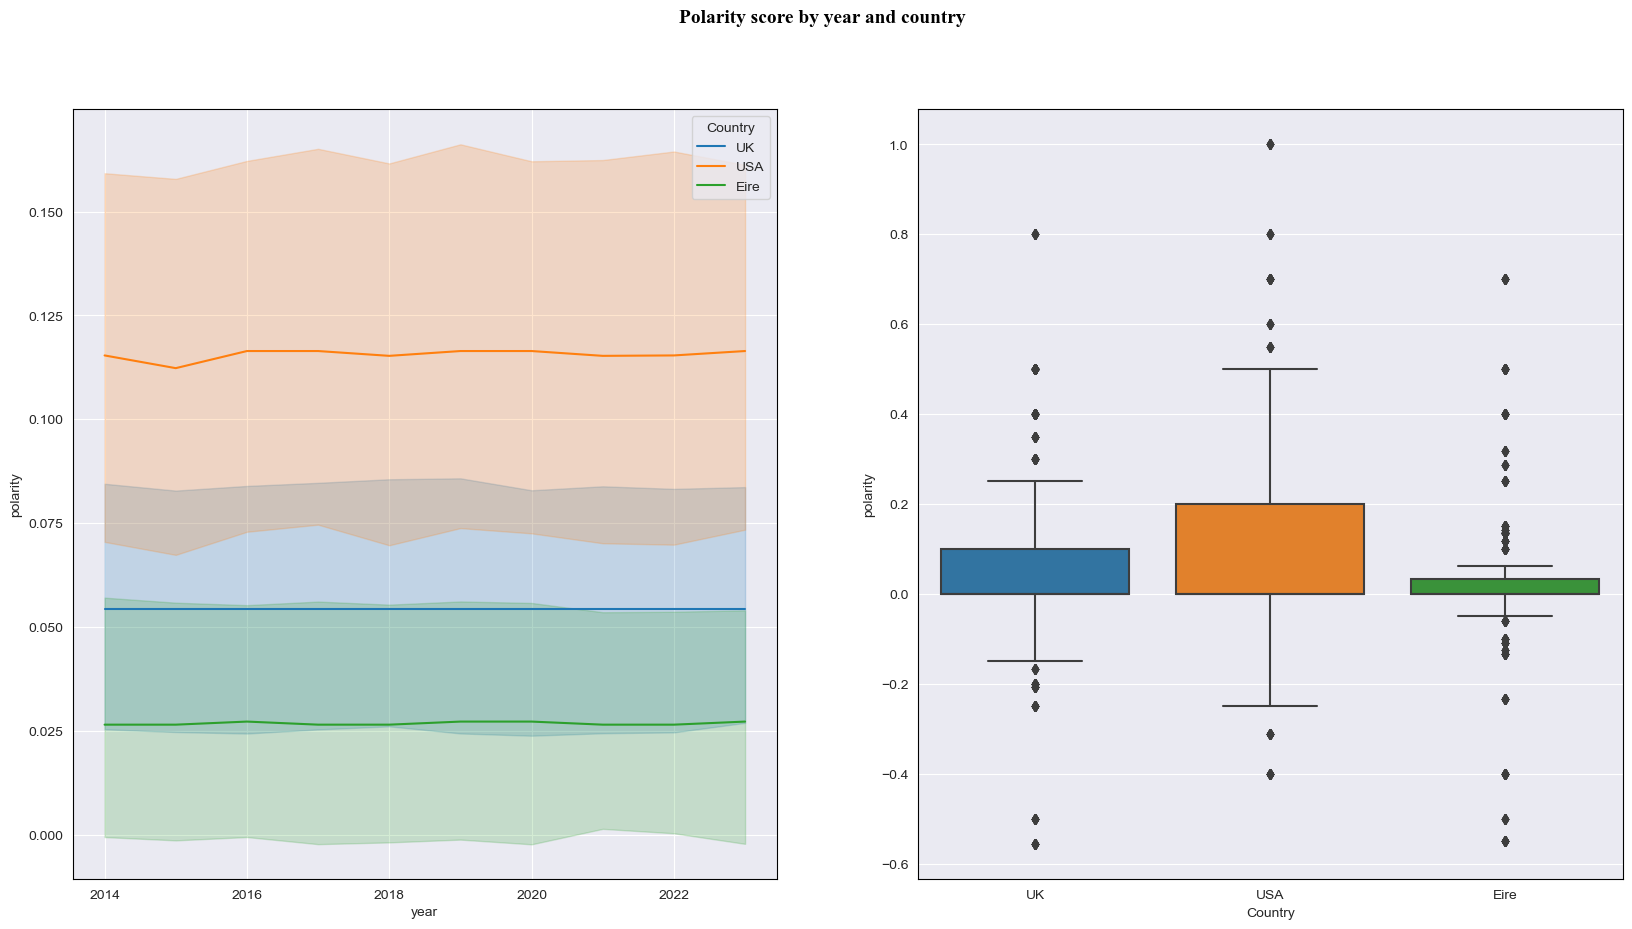 Polarity score by year and country
Country
UK
USA
Eire
0.150
0.125
0.100
0.075
0.050
0.025
0.000
polarity
2014 2016 2018 2020 2022
year
1.0
0.8
0.6
0.4
0.2
0.0
−0.2
−0.4
−0.6
polarity
UK USA Eire
Country